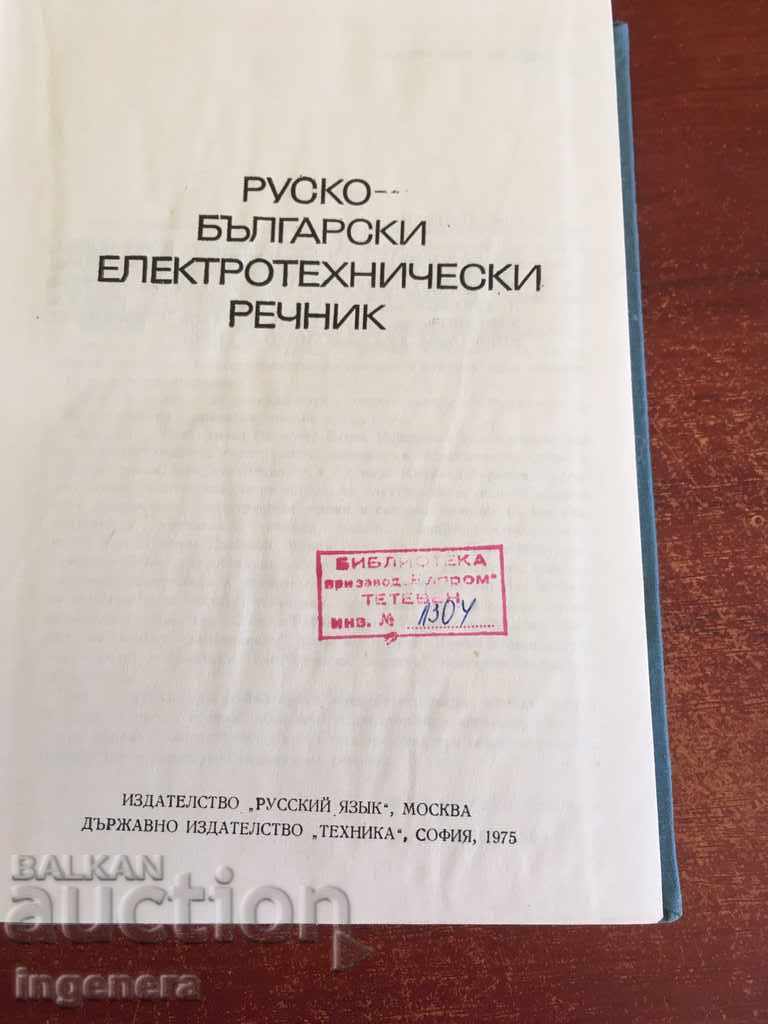 РУСКО-
БЪЛГАРСКИ
ЕЛЕКТРОТЕХНИЧЕСКИ
РЕЧНИК
БИБЛИОТЕКА
при завод „Елпром“
ТЕТЕВЕН
инв. № 1304
ИЗДАТЕЛСТВО „РУССКИЙ ЯЗЫК“, МОСКВА
ДЪРЖАВНО ИЗДАТЕЛСТВО „ТЕХНИКА“, СОФИЯ, 1975
BALKAN
auction
ingenera